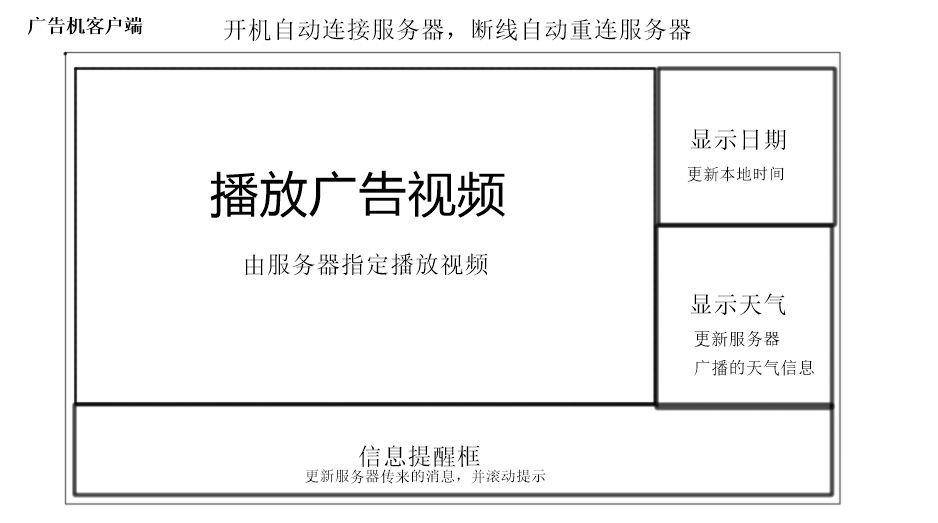 广告机客户端
开机自动连接服务器，断线自动重连服务器
播放广告视频
由服务器指定播放视频
显示日期
更新本地时间
显示天气
更新服务器
广播的天气信息
信息提醒框
更新服务器传来的消息，并滚动提示